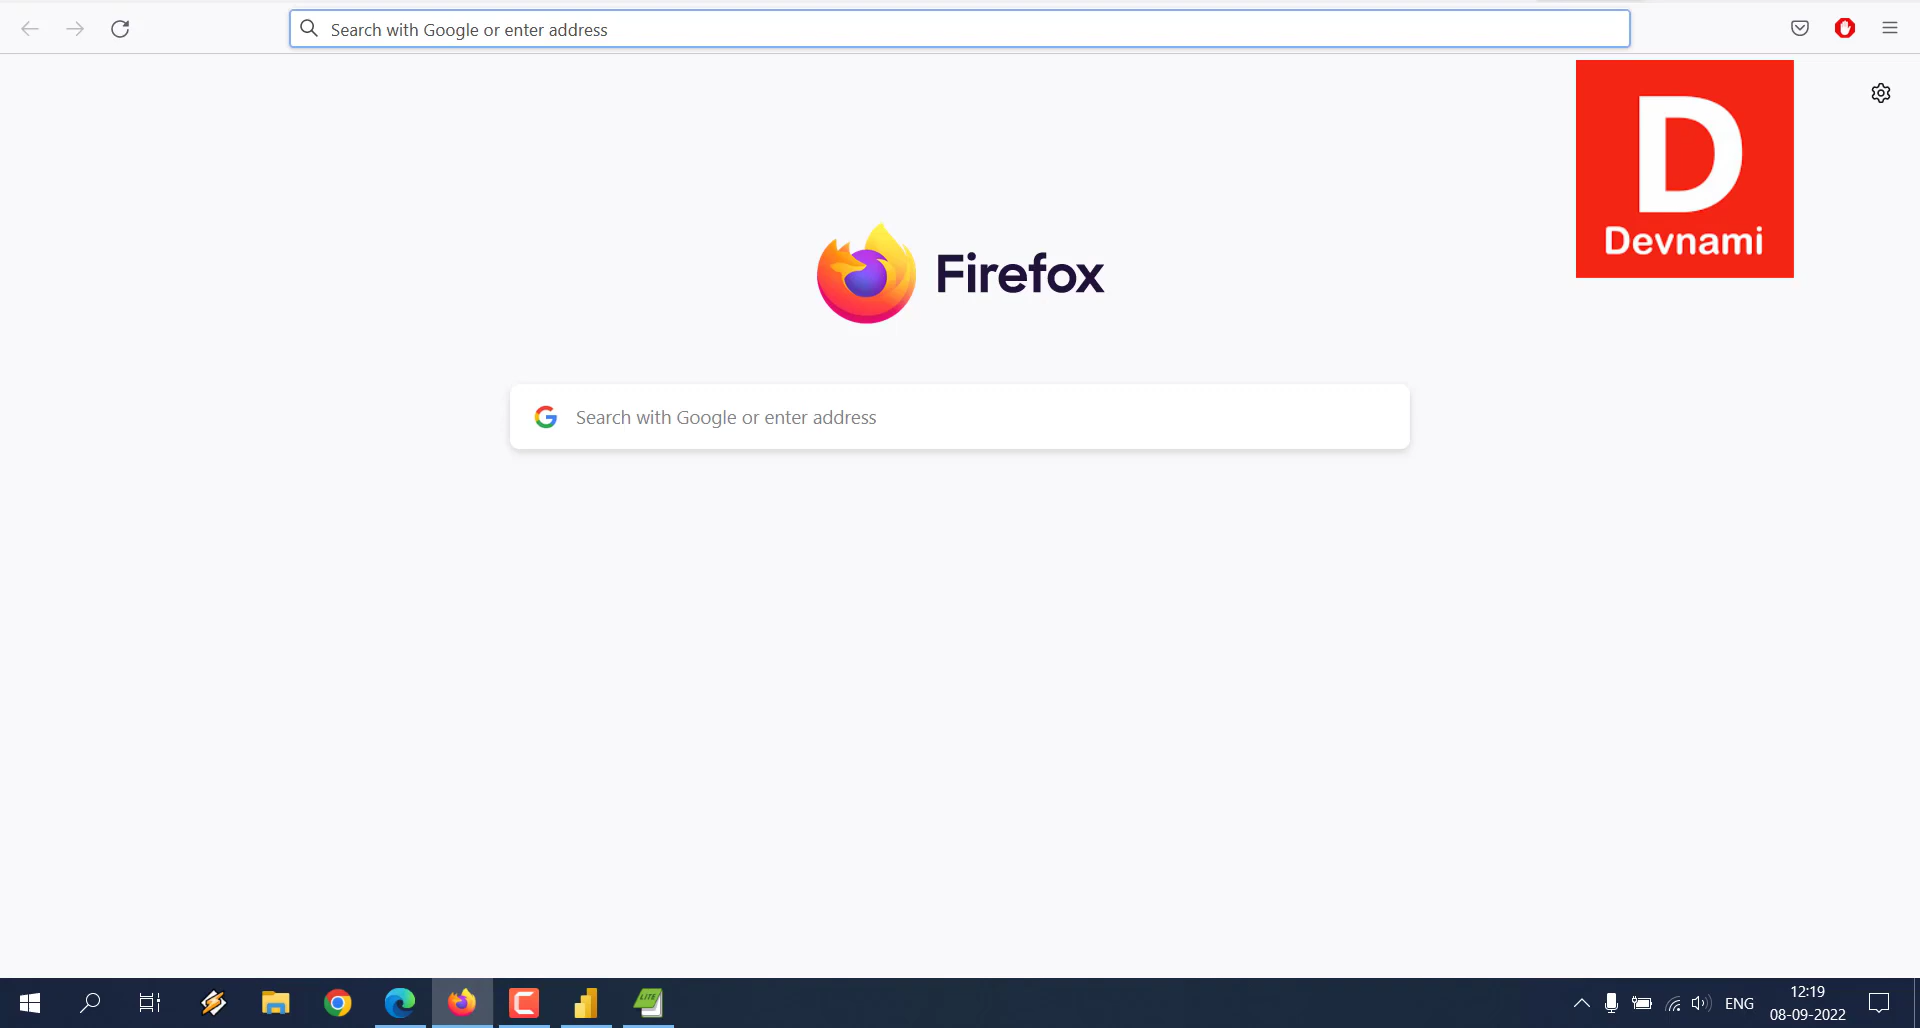 Search with Google or enter address
D
Devnami
Firefox
Search with Google or enter address
LITE
ENG
12:19
08-09-2022